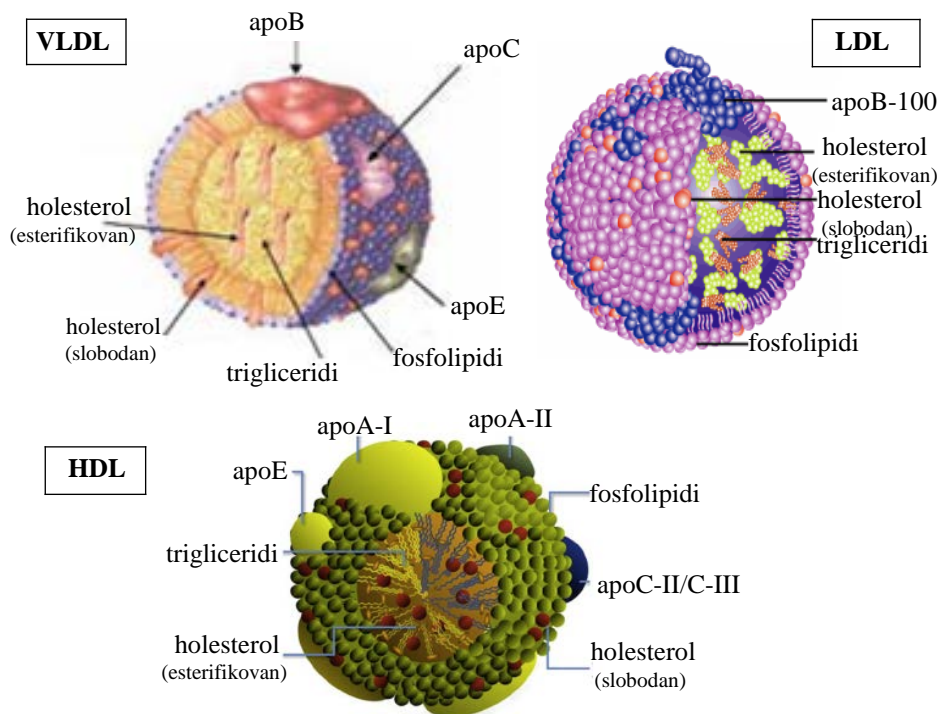 VLDL
apoB
apoC
holesterol
(esterifikovan)
apoE
holesterol
(slobodan)
trigliceridi
fosfolipidi
LDL
apoB-100
holesterol
(esterifikovan)
holesterol
(slobodan)
trigliceridi
fosfolipidi
HDL
apoA-I
apoA-II
apoE
fosfolipidi
trigliceridi
apoC-II/C-III
holesterol
(esterifikovan)
holesterol
(slobodan)